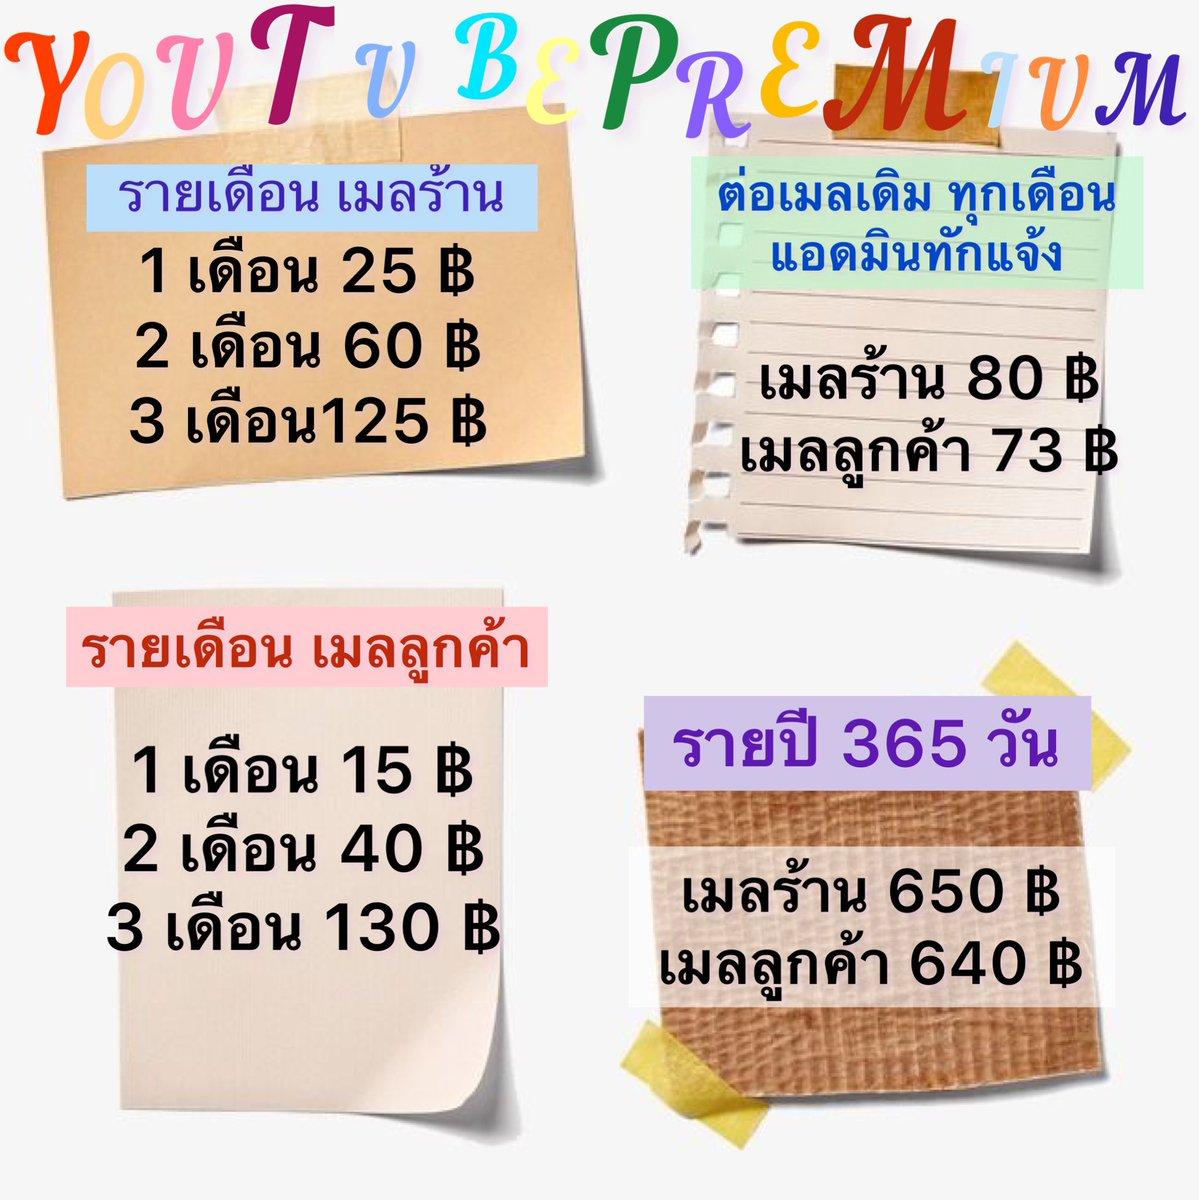 YOUTUBEPREMIUM
รายเดือน เมลร้าน
1 เดือน 25 ฿
2 เดือน 60 ฿
3 เดือน125 ฿
ต่อเมลเดิม ทุกเดือน
แอดมินทักแจ้ง
เมลร้าน 80 ฿
เมลลูกค้า 73 ฿
รายเดือน เมลลูกค้า
1 เดือน 15 ฿
2 เดือน 40 ฿
3 เดือน 130 ฿
รายปี 365 วัน
เมลร้าน 650 ฿
เมลลูกค้า 640 ฿